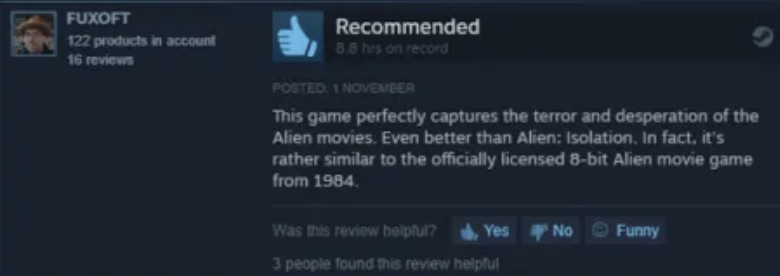 FUXOFT
122 products in account
16 reviews
Recommended
8.8 hrs on record
POSTED: 1 NOVEMBER
This game perfectly captures the terror and desperation of the
Alien movies. Even better than Alien: Isolation. In fact, it's
rather similar to the officially licensed 8-bit Alien movie game
from 1984.
Was this review helpful? Yes No Funny
3 people found this review helpful